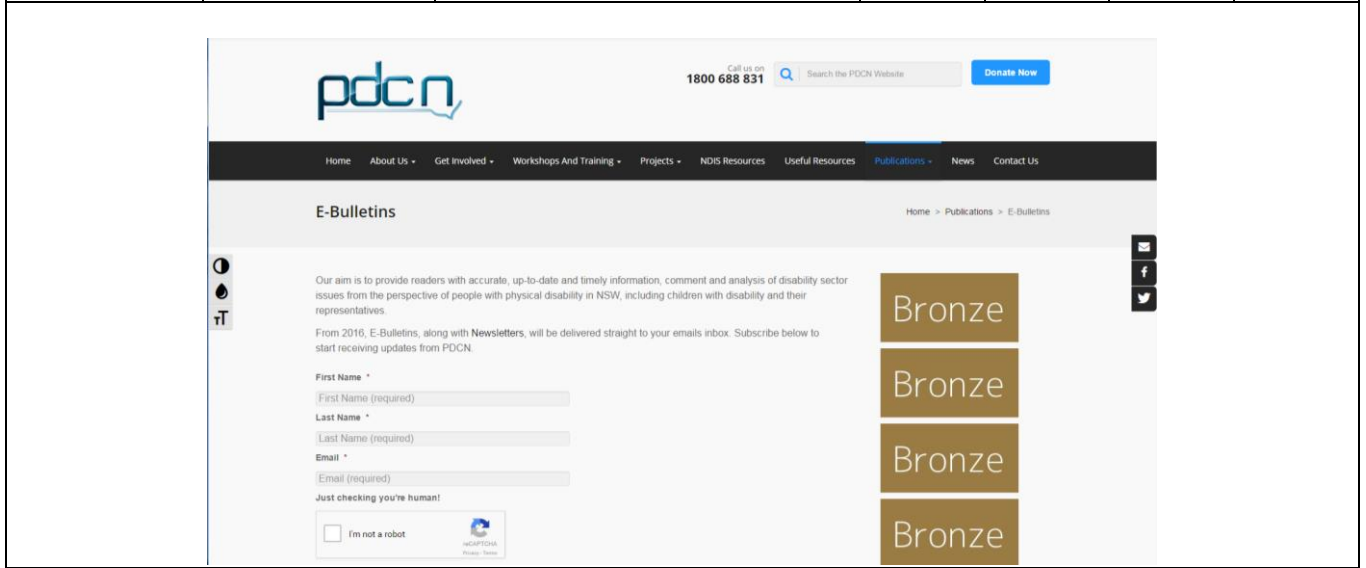 pdcn
Call us on
1800 688 831
Search the PDCN Website
Donate Now
Home About Us Get Involved Workshops And Training Projects NDIS Resources Useful Resources Publications News Contact Us
E-Bulletins
Home > Publications > E-Bulletins
Our aim is to provide readers with accurate, up-to-date and timely information, comment and analysis of disability sector
issues from the perspective of people with physical disability in NSW, including children with disability and their
representatives.
From 2016, E-Bulletins, along with Newsletters, will be delivered straight to your emails inbox. Subscribe below to
start receiving updates from PDCN.
First Name *
First Name (required)
Last Name *
Last Name (required)
Email *
Email (required)
Just checking you're human!
I'm not a robot
reCAPTCHA
Privacy - Terms
Bronze
Bronze
Bronze
Bronze